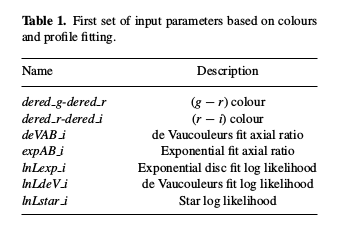 Table 1. First set of input parameters based on colours
and profile fitting.
Name Description
dered_g-dered_r (g − r) colour
dered_r-dered_i (r − i) colour
deVAB_i de Vaucouleurs fit axial ratio
expAB_i Exponential fit axial ratio
lnLexp_i Exponential disc fit log likelihood
lnLdeV_i de Vaucouleurs fit log likelihood
lnLstar_i Star log likelihood